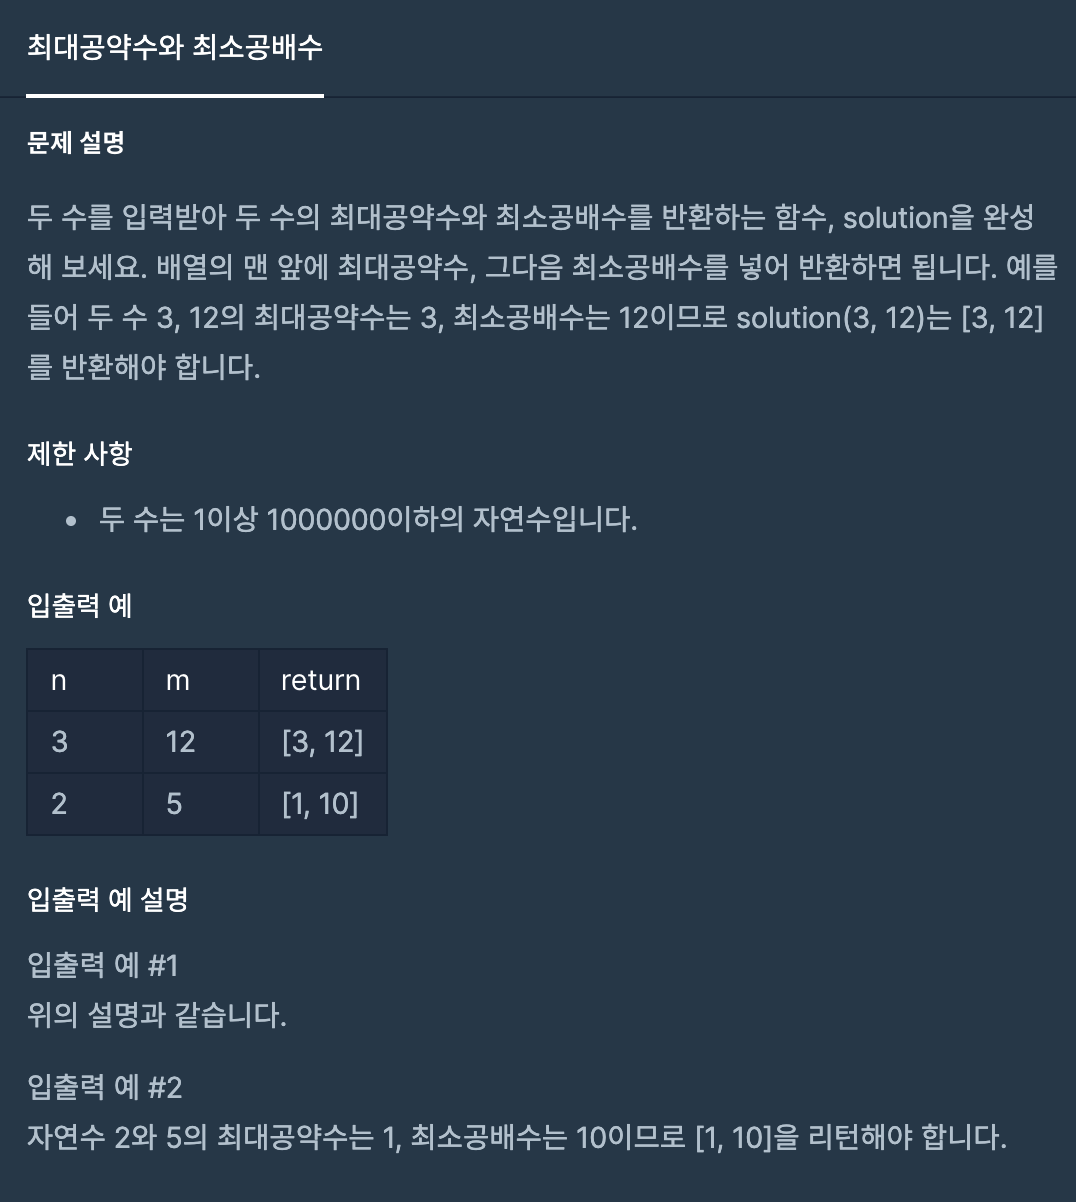 최대공약수와 최소공배수
문제 설명
두 수를 입력받아 두 수의 최대공약수와 최소공배수를 반환하는 함수, solution을 완성
해 보세요. 배열의 맨 앞에 최대공약수, 그다음 최소공배수를 넣어 반환하면 됩니다. 예를
들어 두 수 3, 12의 최대공약수는 3, 최소공배수는 12이므로 solution(3, 12)는 [3, 12]
를 반환해야 합니다.
제한 사항
• 두 수는 1이상 1000000이하의 자연수입니다.
입출력 예
n m return
3 12 [3, 12]
2 5 [1, 10]
입출력 예 설명
입출력 예 #1
위의 설명과 같습니다.
입출력 예 #2
자연수 2와 5의 최대공약수는 1, 최소공배수는 10이므로 [1, 10]을 리턴해야 합니다.